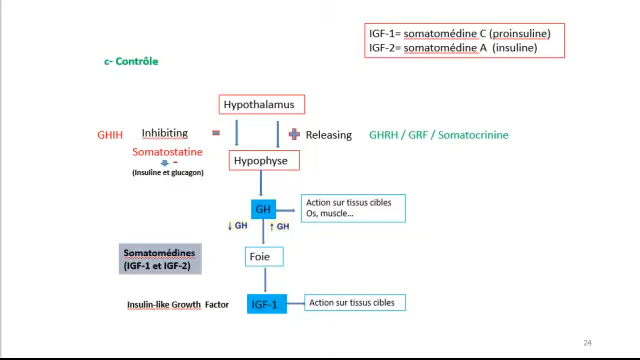 IGF-1= somatomédine C (proinsuline)
IGF-2= somatomédine A (insuline)
c- Contrôle
Hypothalamus
GHIH Inhibiting = + Releasing GHRH / GRF / Somatocrinine
Somatostatine
-
(Insuline et glucagon)
Hypophyse
GH
Action sur tissus cibles
Os, muscle...
↓ GH ↑ GH
Somatomédines
(IGF-1 et IGF-2)
Foie
Insulin-like Growth Factor
IGF-1
Action sur tissus cibles
24